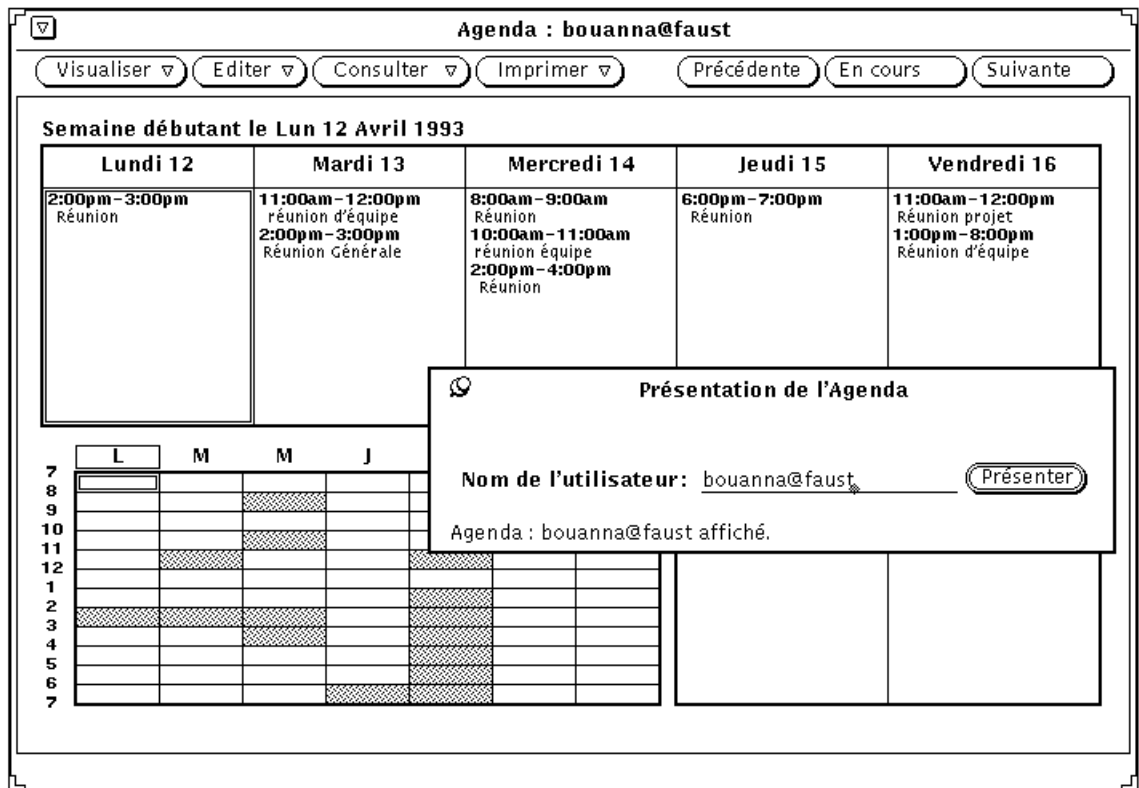 Agenda : bouanna@faust
Visualiser Editer Consulter Imprimer Précédente En cours Suivante
Semaine débutant le Lun 12 Avril 1993
Lundi 12 Mardi 13 Mercredi 14 Jeudi 15 Vendredi 16
2:00pm-3:00pm
Réunion
11:00am-12:00pm
réunion d'équipe
2:00pm-3:00pm
Réunion Générale
8:00am-9:00am
Réunion
10:00am-11:00am
réunion équipe
2:00pm-4:00pm
Réunion
6:00pm-7:00pm
Réunion
11:00am-12:00pm
Réunion projet
1:00pm-8:00pm
Réunion d'équipe
Présentation de l'Agenda
Nom de l'utilisateur: bouanna@faust Présenter
Agenda : bouanna@faust affiché.
L M M J
7
8
9
10
11
12
1
2
3
4
5
6
7